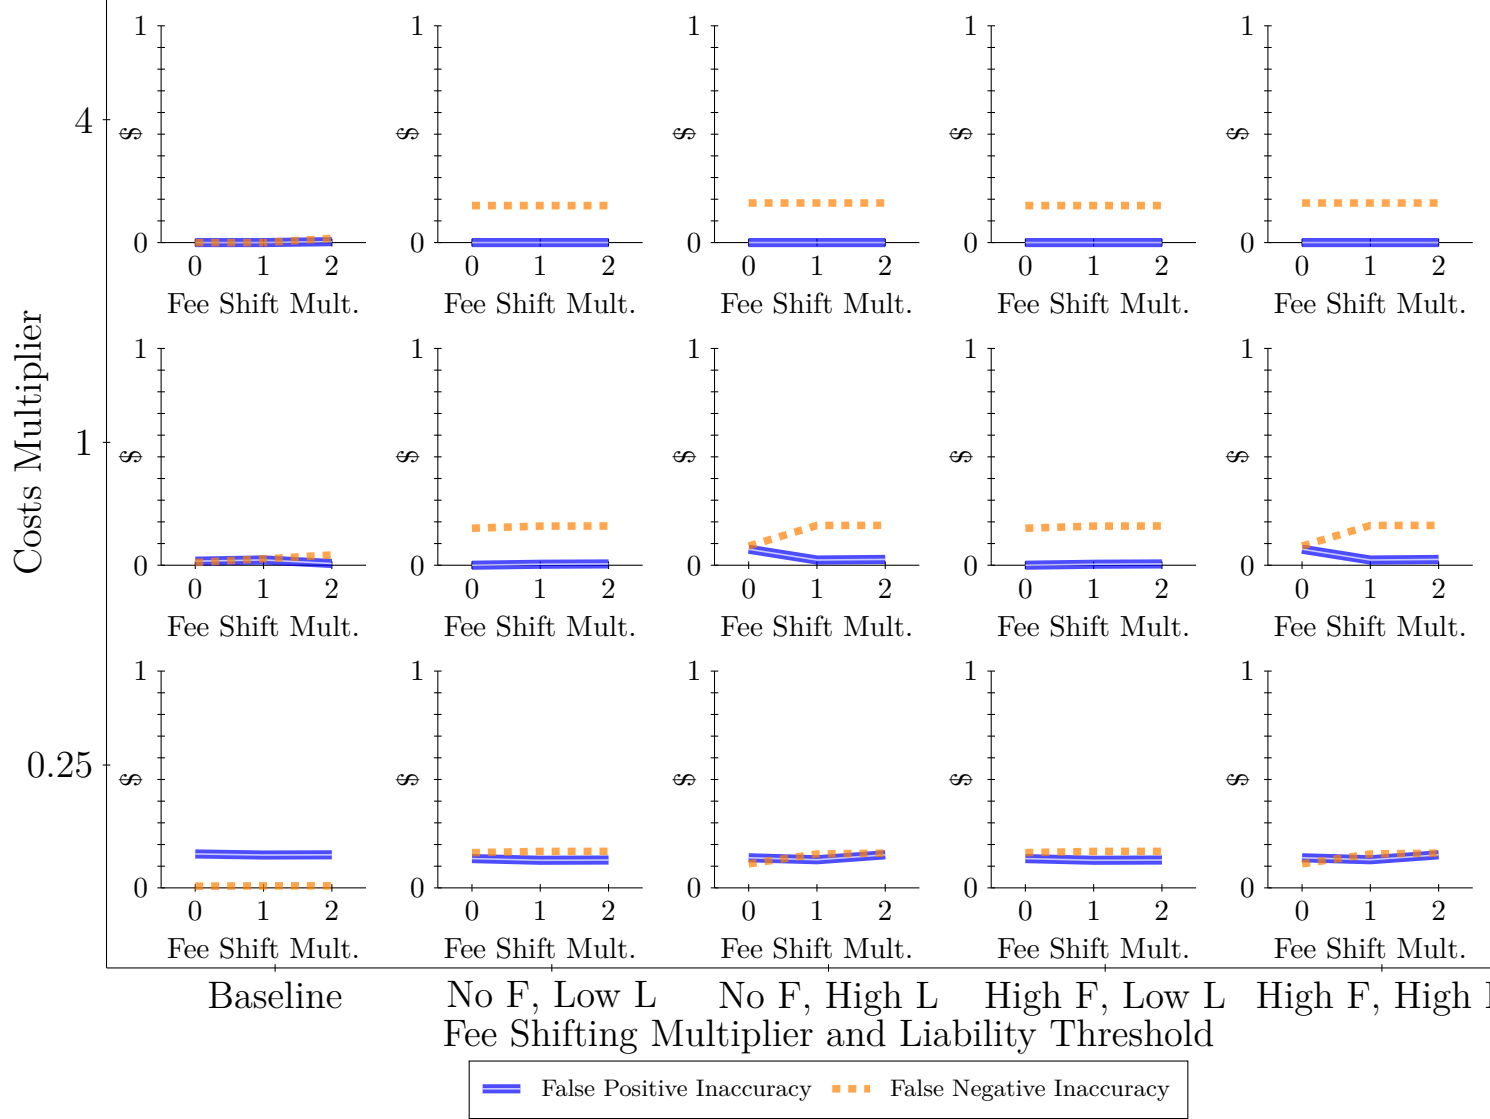 1 1 1 1 1
4
$ $ $ $ $
0 0 0 0 0
0 1 2 0 1 2 0 1 2 0 1 2 0 1 2
Fee Shift Mult. Fee Shift Mult. Fee Shift Mult. Fee Shift Mult. Fee Shift Mult.
Costs Multiplier
1 1 1 1 1
1
$ $ $ $ $
0 0 0 0 0
0 1 2 0 1 2 0 1 2 0 1 2 0 1 2
Fee Shift Mult. Fee Shift Mult. Fee Shift Mult. Fee Shift Mult. Fee Shift Mult.
1 1 1 1 1
0.25
$ $ $ $ $
0 0 0 0 0
0 1 2 0 1 2 0 1 2 0 1 2 0 1 2
Fee Shift Mult. Fee Shift Mult. Fee Shift Mult. Fee Shift Mult. Fee Shift Mult.
Baseline No F, Low L No F, High L High F, Low L High F, High
Fee Shifting Multiplier and Liability Threshold
False Positive Inaccuracy False Negative Inaccuracy